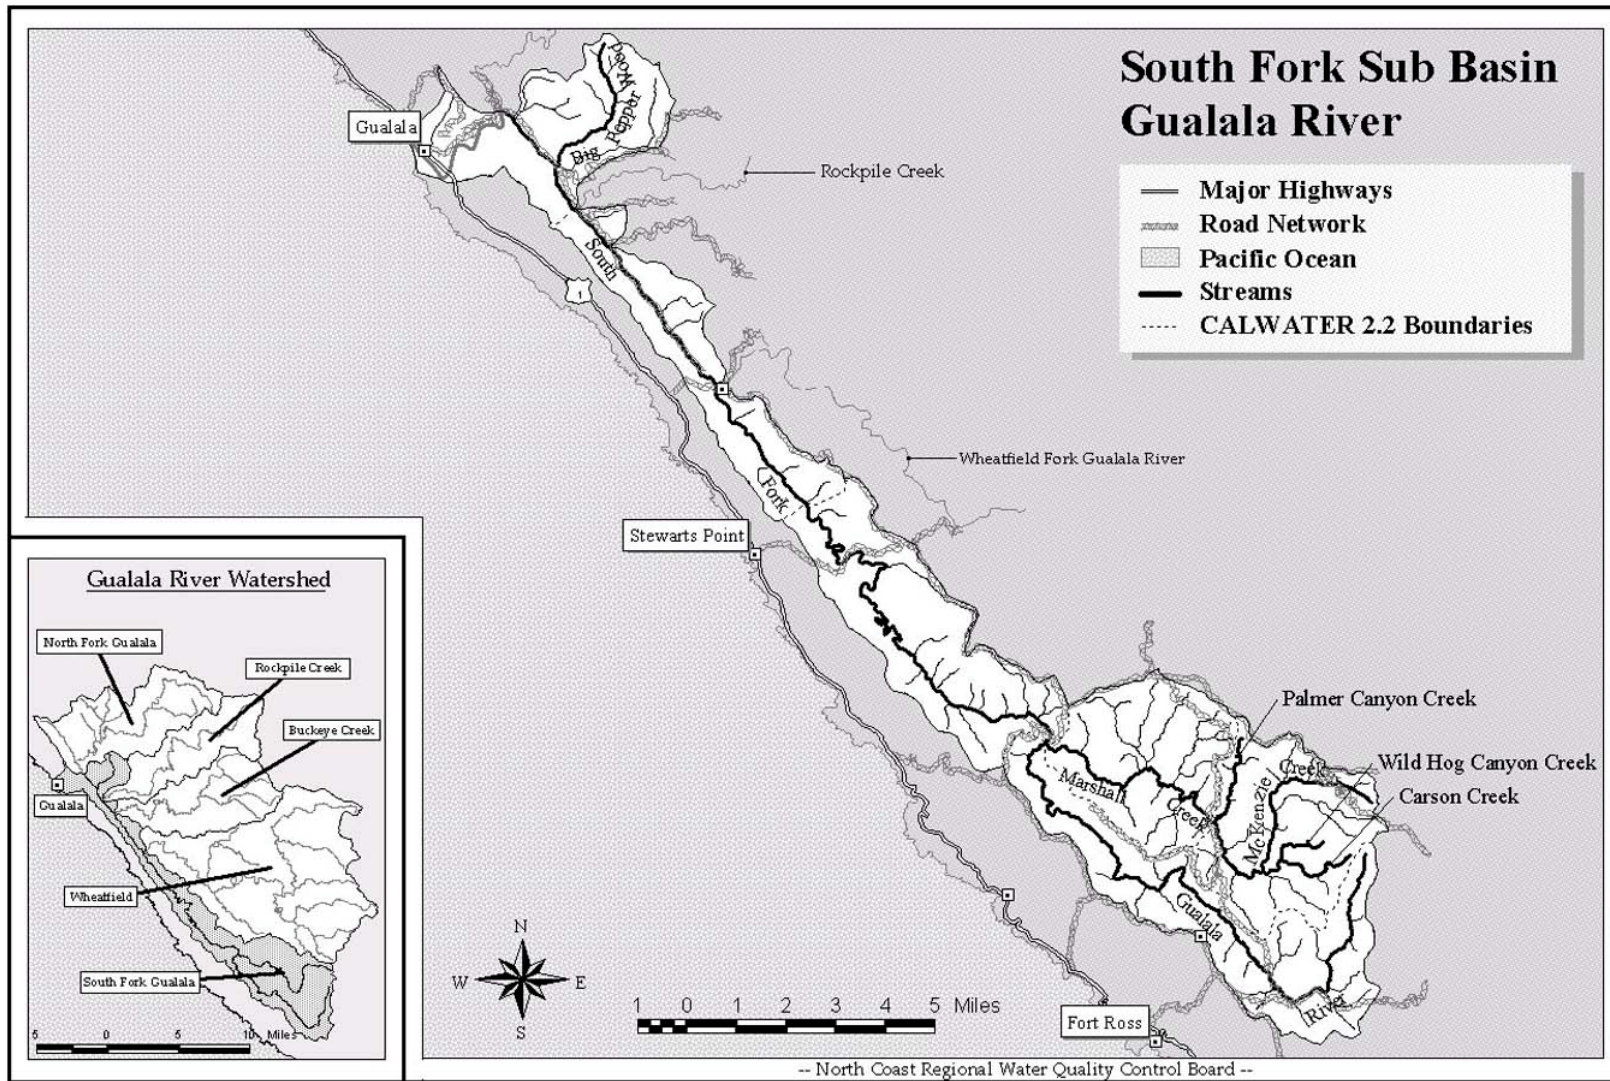 South Fork Sub Basin
Gualala River
Major Highways
Road Network
Pacific Ocean
Streams
CALWATER 2.2 Boundaries
Gualala
Big Pepper Wood
Rockpile Creek
South
1
Wheatfield Fork Gualala River
Fork
Stewarts Point
Palmer Canyon Creek
Wild Hog Canyon Creek
Carson Creek
Marshall
Creek
McKenzie
Creek
Gualala
River
Fort Ross
N
W
E
S
1 0 1 2 3 4 5 Miles
Gualala River Watershed
North Fork Gualala
Rockpile Creek
Buckeye Creek
Gualala
Wheatfield
South Fork Gualala
5 0 5 10 Miles
-- North Coast Regional Water Quality Control Board --